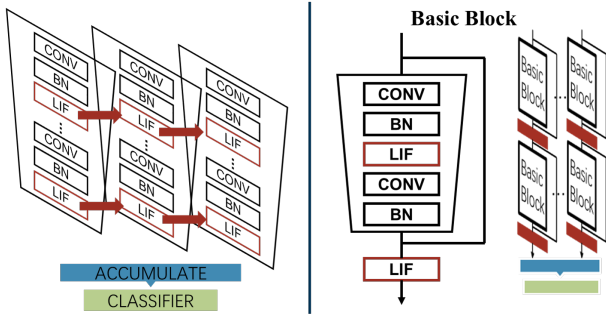 CONV
BN
LIF
...
CONV
BN
LIF
CONV
BN
LIF
...
CONV
BN
LIF
CONV
BN
LIF
...
CONV
BN
LIF
ACCUMULATE
CLASSIFIER
Basic Block
CONV
BN
LIF
CONV
BN
LIF
Basic
Block
...
Basic
Block
Basic
Block
...
Basic
Block